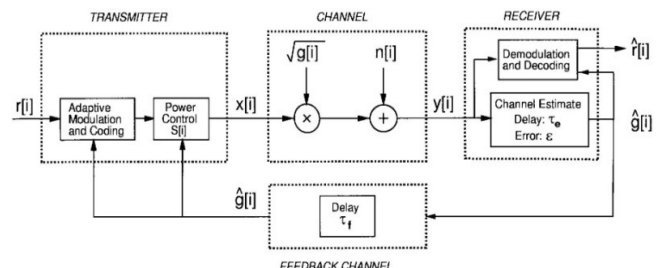 TRANSMITTER
CHANNEL
RECEIVER
√g[i]
n[i]
Demodulation
and Decoding
r̂[i]
r[i]
Adaptive
Modulation
and Coding
Power
Control
S[i]
x[i]
×
+
y[i]
Channel Estimate
Delay: τe
Error: ε
ĝ[i]
ĝ[i]
Delay
τf
FEEDBACK CHANNEL